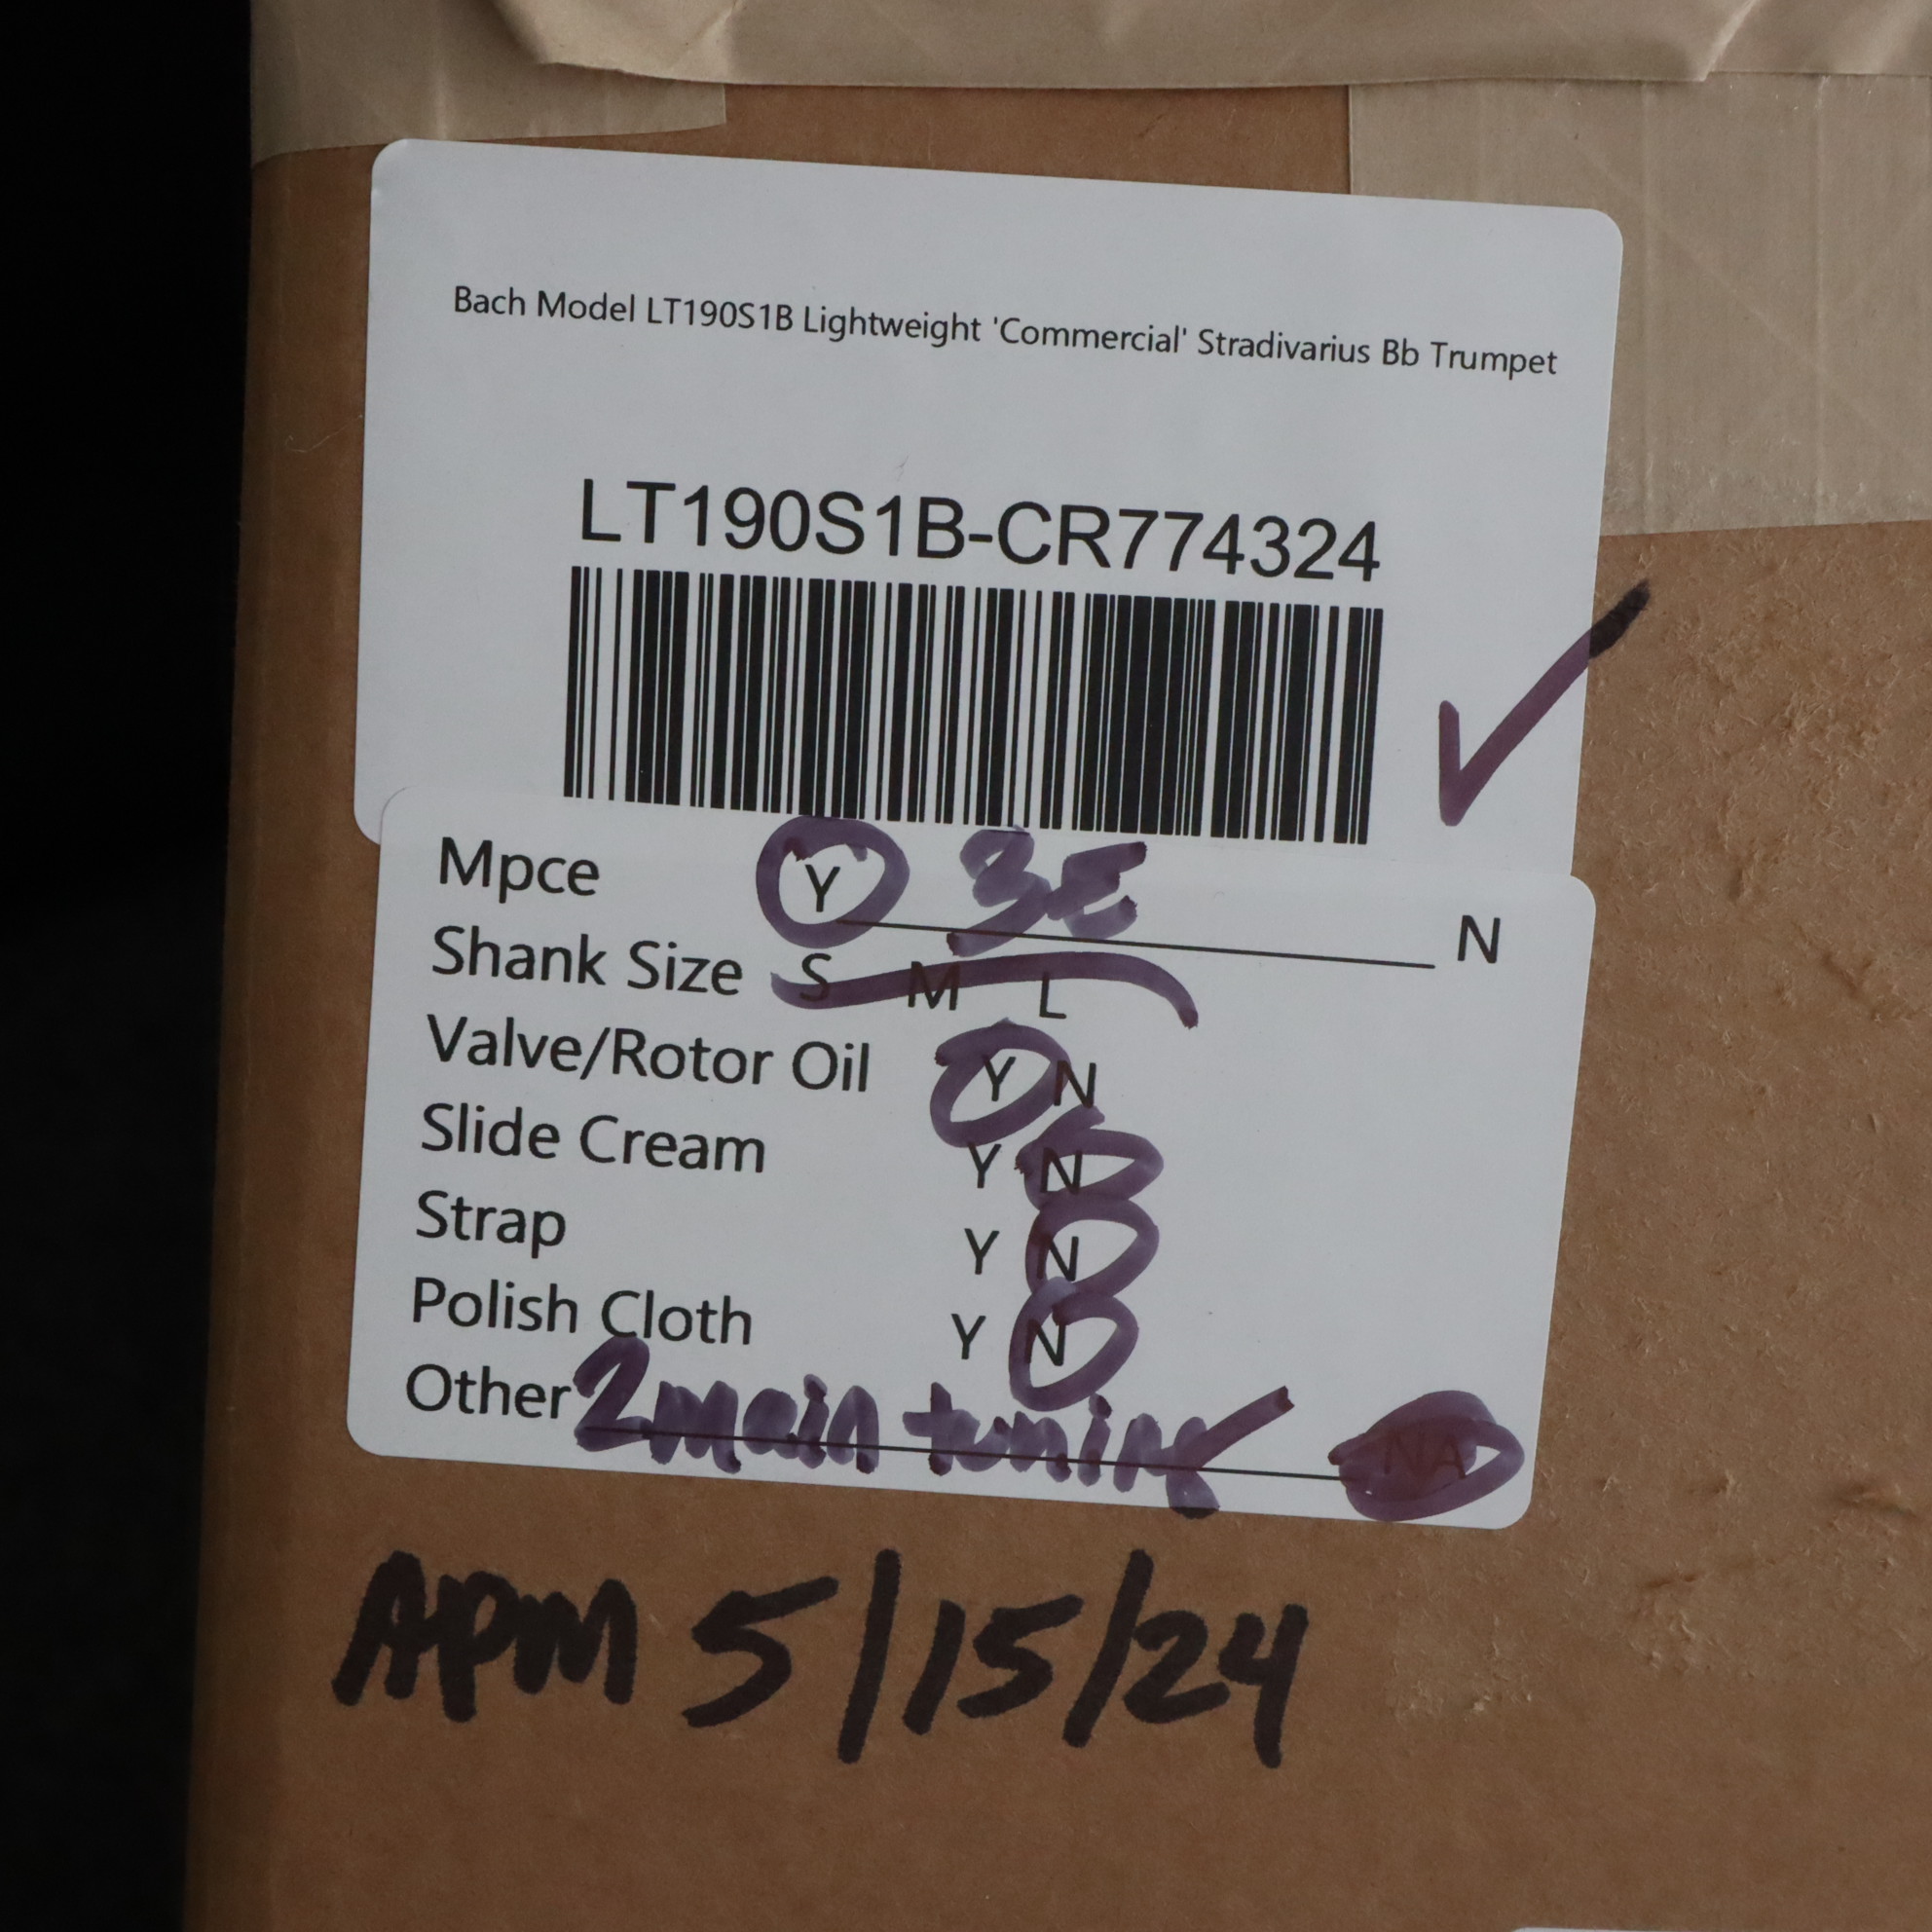 Bach Model LT190S1B Lightweight 'Commercial' Stradivarius Bb Trumpet
LT190S1B-CR774324
Mpce Y 3E N
Shank Size S M L
Valve/Rotor Oil Y N
Slide Cream Y N
Strap Y N
Polish Cloth Y N
Other 2 main tuning NA
APM 5/15/24